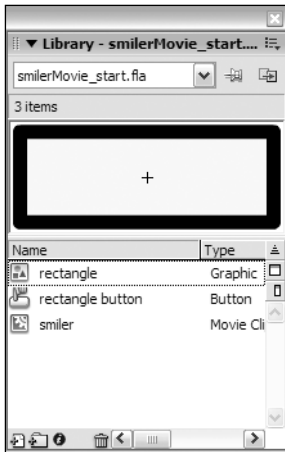 Library - smilerMovie_start....
smilerMovie_start.fla
3 items
Name Type
rectangle Graphic
rectangle button Button
smiler Movie Cli